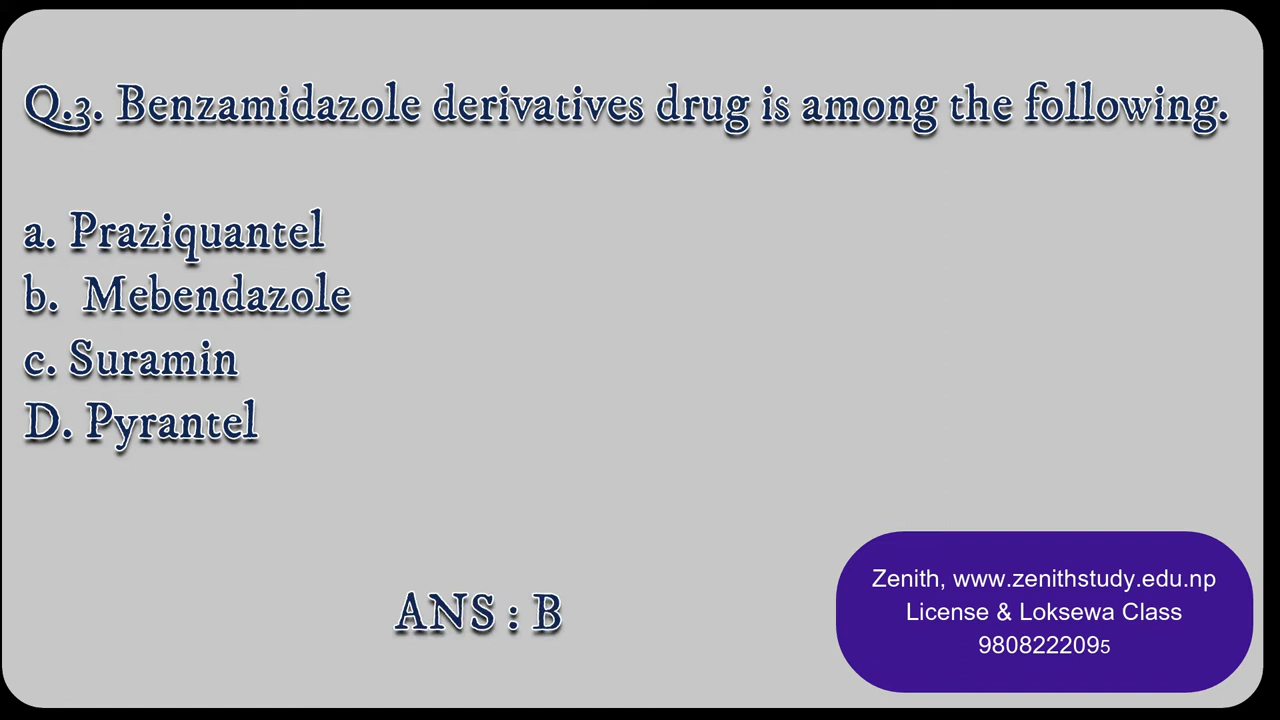 Q.3. Benzamidazole derivatives drug is among the following.
a. Praziquantel
b. Mebendazole
c. Suramin
D. Pyrantel
ANS : B
Zenith, www.zenithstudy.edu.np
License & Loksewa Class
9808222095